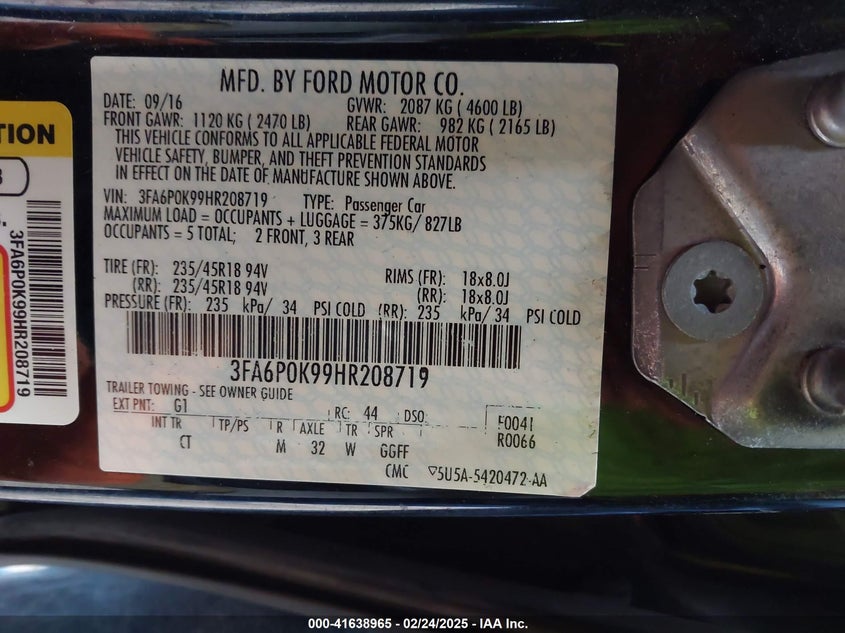 MFD. BY FORD MOTOR CO.
DATE: 09/16 GVWR: 2087 KG ( 4600 LB)
FRONT GAWR: 1120 KG ( 2470 LB) REAR GAWR: 982 KG ( 2165 LB)
THIS VEHICLE CONFORMS TO ALL APPLICABLE FEDERAL MOTOR
VEHICLE SAFETY, BUMPER, AND THEFT PREVENTION STANDARDS
IN EFFECT ON THE DATE OF MANUFACTURE SHOWN ABOVE.
VIN: 3FA6P0K99HR208719 TYPE: Passenger Car
MAXIMUM LOAD = OCCUPANTS + LUGGAGE = 375KG/ 827LB
OCCUPANTS = 5 TOTAL; 2 FRONT, 3 REAR
TIRE (FR): 235/45R18 94V RIMS (FR): 18x8.0J
(RR): 235/45R18 94V (RR): 18x8.0J
PRESSURE (FR): 235 kPa/ 34 PSI COLD (RR): 235 kPa/ 34 PSI COLD
3FA6P0K99HR208719
TRAILER TOWING - SEE OWNER GUIDE
EXT PNT: G1 RC: 44 DSO:
INT TR TP/PS R AXLE TR SPR
CT M 32 W GGFF
F0041
R0066
CMC ▽5U5A-5420472-AA
TION
3FA6P0K99HR208719
000-41638965 - 02/24/2025 - IAA Inc.